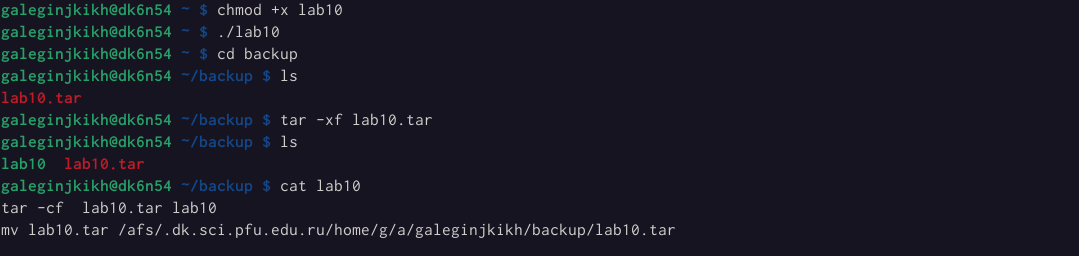 galeginjkikh@dk6n54 ~ $ chmod +x lab10
galeginjkikh@dk6n54 ~ $ ./lab10
galeginjkikh@dk6n54 ~ $ cd backup
galeginjkikh@dk6n54 ~/backup $ ls
lab10.tar
galeginjkikh@dk6n54 ~/backup $ tar -xf lab10.tar
galeginjkikh@dk6n54 ~/backup $ ls
lab10  lab10.tar
galeginjkikh@dk6n54 ~/backup $ cat lab10
tar -cf  lab10.tar lab10
mv lab10.tar /afs/.dk.sci.pfu.edu.ru/home/g/a/galeginjkikh/backup/lab10.tar